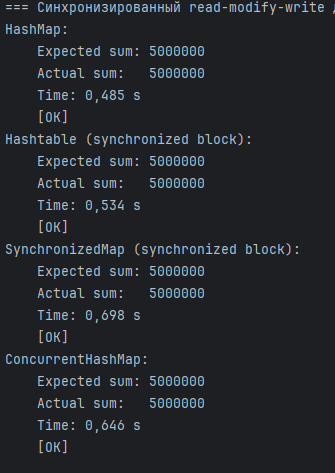 === Синхронизированный read-modify-write
HashMap:
    Expected sum: 5000000
    Actual sum:   5000000
    Time: 0,485 s
    [OK]
Hashtable (synchronized block):
    Expected sum: 5000000
    Actual sum:   5000000
    Time: 0,534 s
    [OK]
SynchronizedMap (synchronized block):
    Expected sum: 5000000
    Actual sum:   5000000
    Time: 0,698 s
    [OK]
ConcurrentHashMap:
    Expected sum: 5000000
    Actual sum:   5000000
    Time: 0,646 s
    [OK]